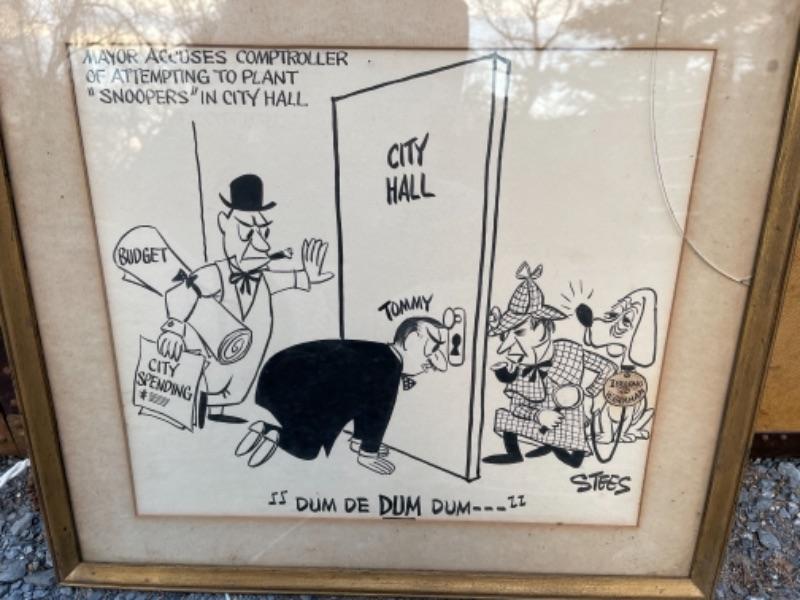 MAYOR ACCUSES COMPTROLLER
OF ATTEMPTING TO PLANT
"SNOOPERS" IN CITY HALL
CITY
HALL
BUDGET
TOMMY
CITY
SPENDING
STEES
DUM DE DUM DUM---